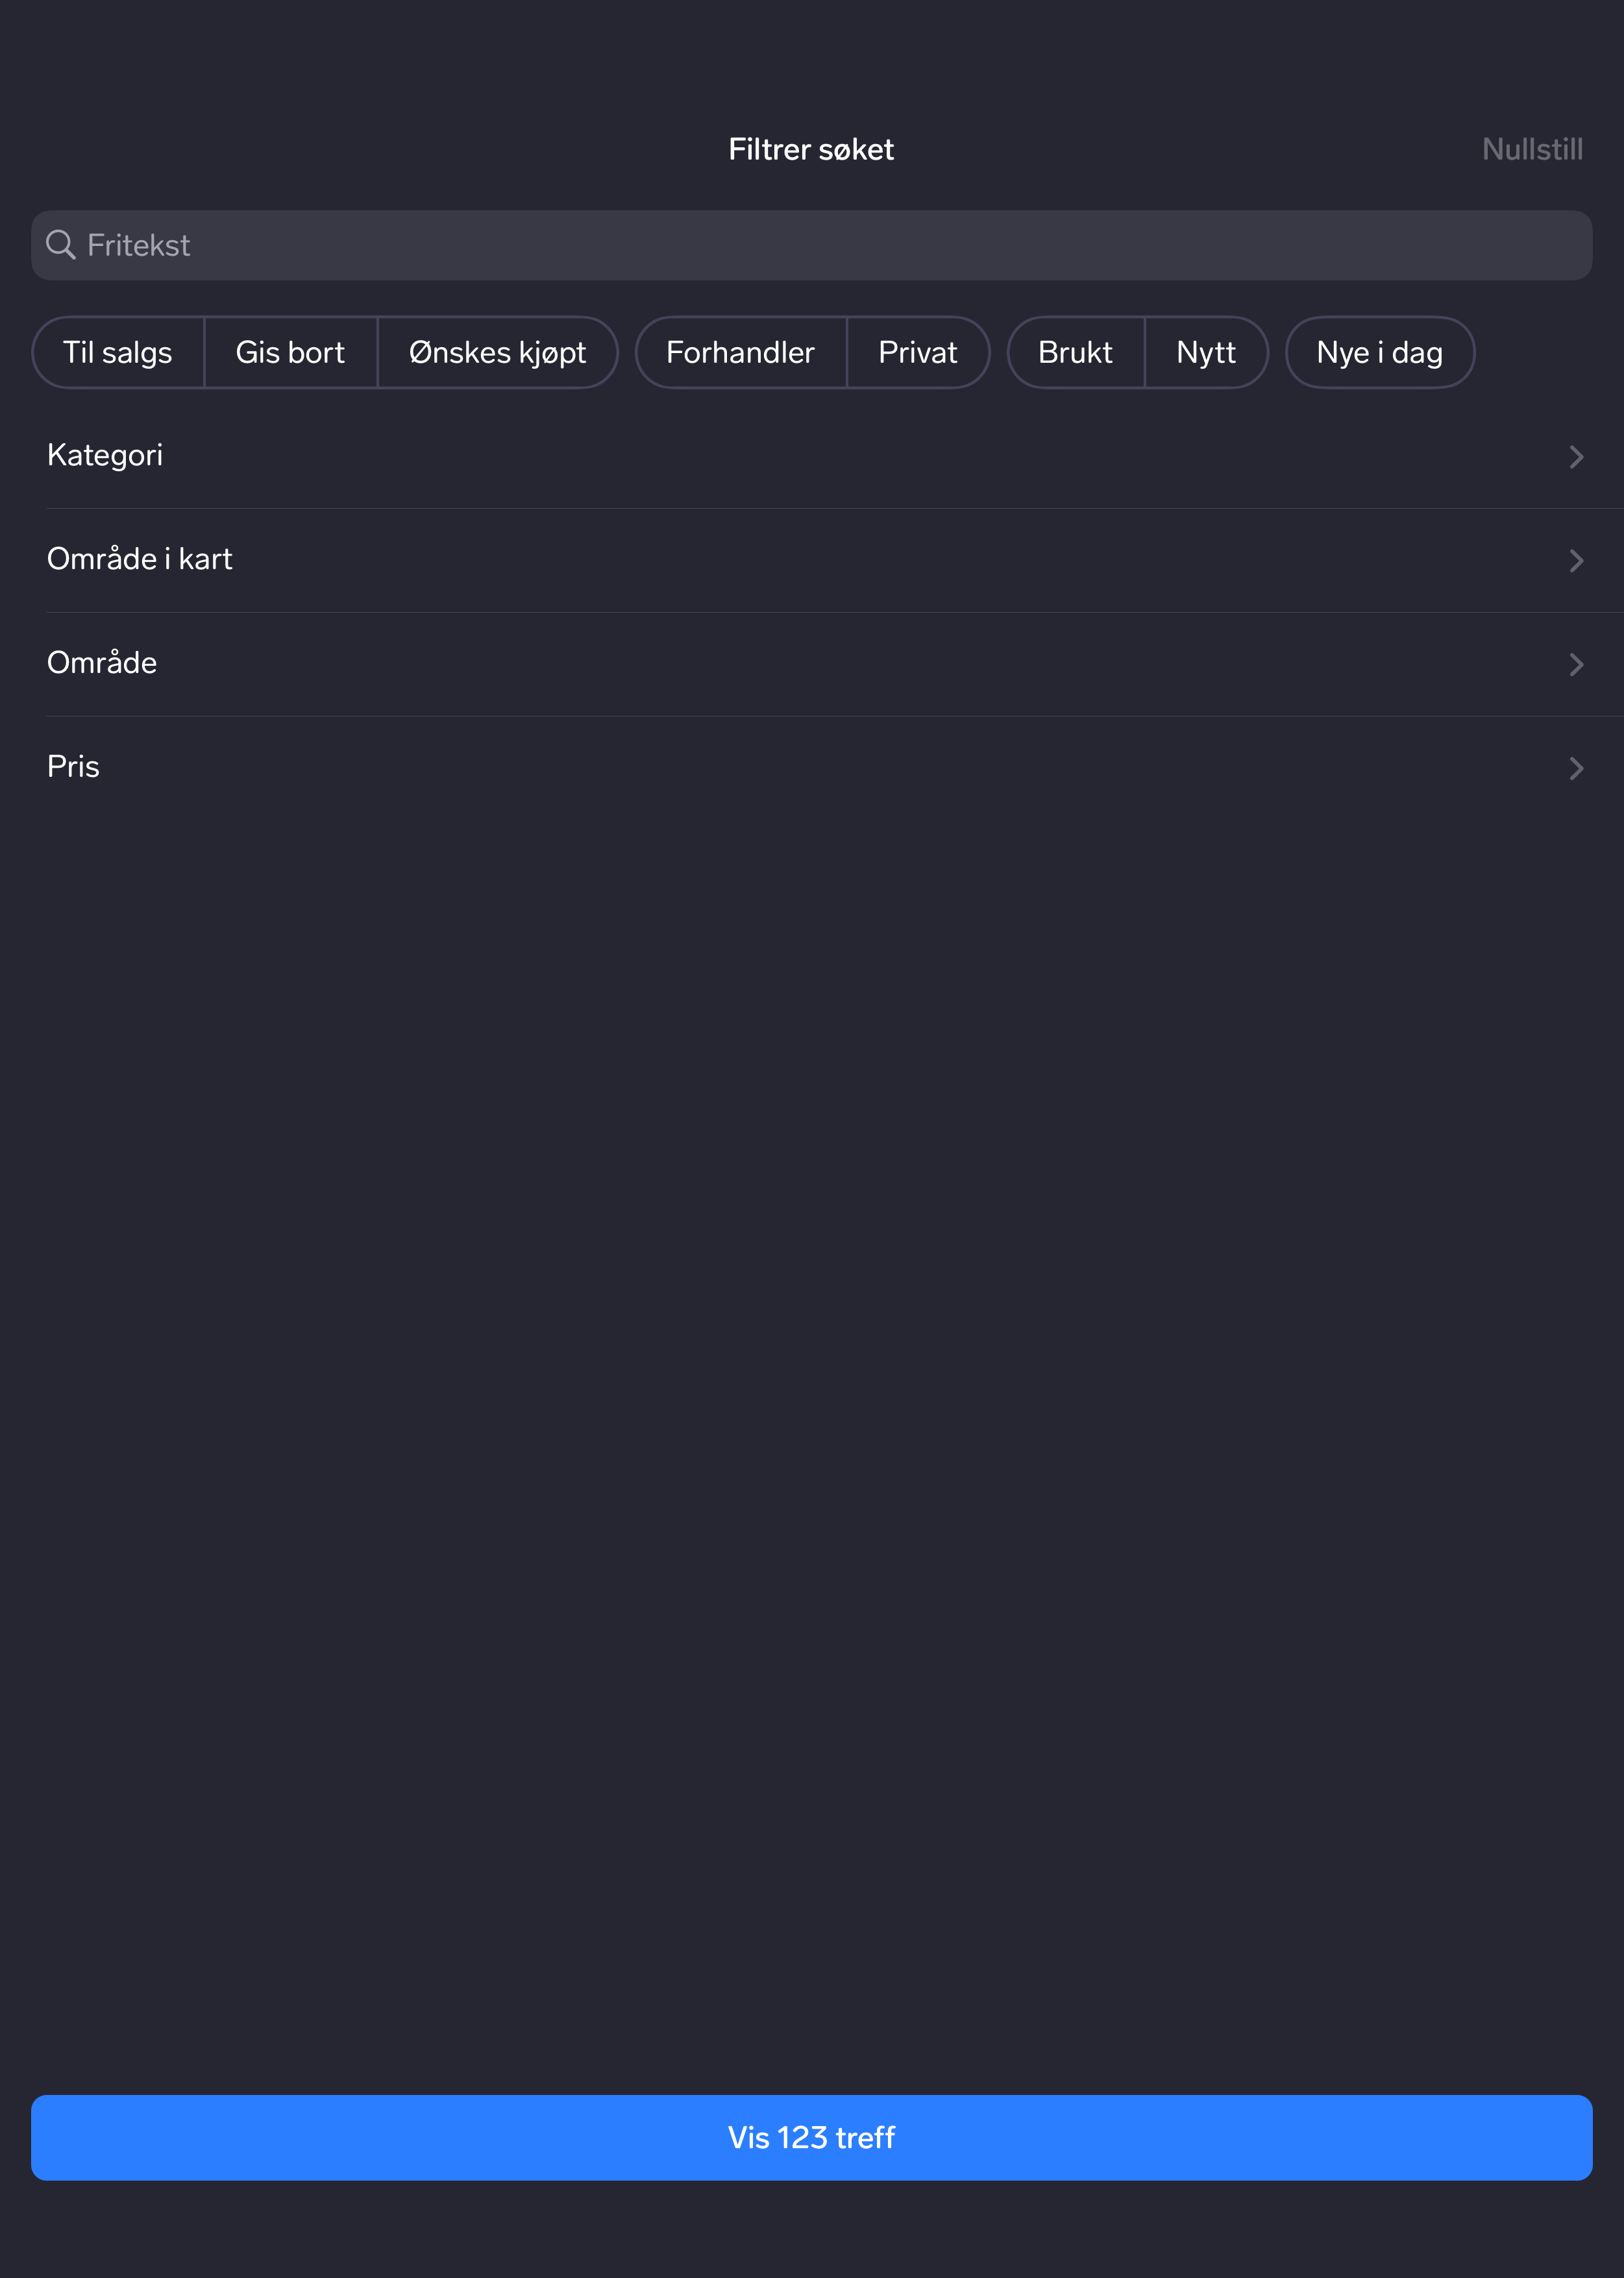 Filtrer søket
Nullstill
Fritekst
Til salgs Gis bort Ønskes kjøpt Forhandler Privat Brukt Nytt Nye i dag
Kategori
Område i kart
Område
Pris
Vis 123 treff